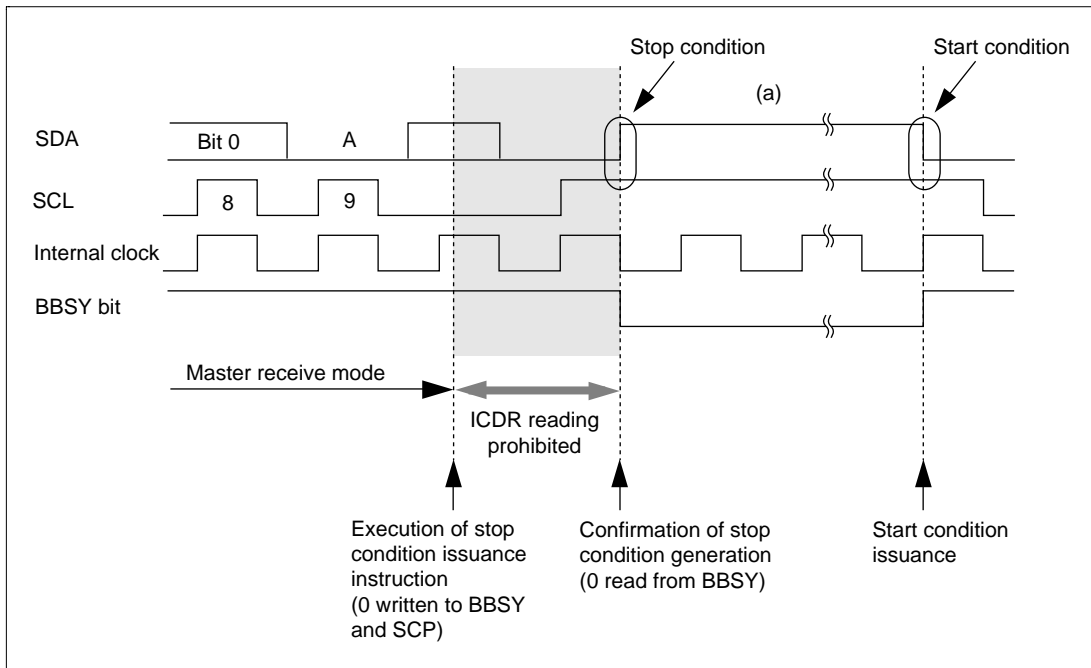 Stop condition
Start condition
(a)
SDA
Bit 0
A
SCL
8
9
Internal clock
BBSY bit
Master receive mode
ICDR reading
prohibited
Execution of stop
condition issuance
instruction
(0 written to BBSY
and SCP)
Confirmation of stop
condition generation
(0 read from BBSY)
Start condition
issuance